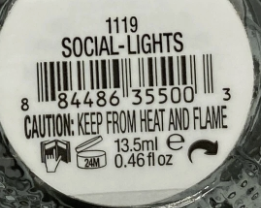 1119
SOCIAL-LIGHTS
8 84486 35500 3
CAUTION: KEEP FROM HEAT AND FLAME
24M 13.5ml e
0.46 fl oz